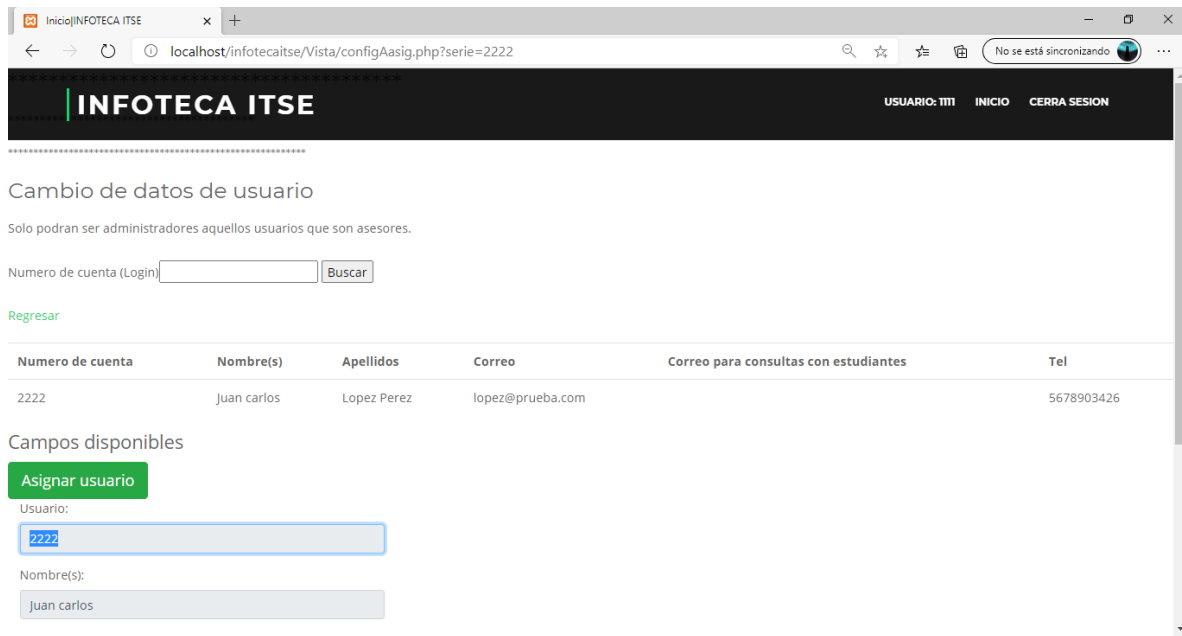 Inicio|INFOTECA ITSE
localhost/infotecaitse/Vista/configAasig.php?serie=2222
No se está sincronizando
***************************************
INFOTECA ITSE
USUARIO: 1111 INICIO CERRA SESION
***********************************************************
Cambio de datos de usuario
Solo podran ser administradores aquellos usuarios que son asesores.
Numero de cuenta (Login) Buscar
Regresar
Numero de cuenta Nombre(s) Apellidos Correo Correo para consultas con estudiantes Tel
2222 Juan carlos Lopez Perez lopez@prueba.com 5678903426
Campos disponibles
Asignar usuario
Usuario:
2222
Nombre(s):
Juan carlos